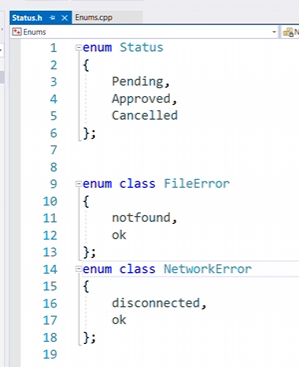 Status.h Enums.cpp
Enums
1 enum Status
2 {
3 Pending,
4 Approved,
5 Cancelled
6 };
7
8
9 enum class FileError
10 {
11 notfound,
12 ok
13 };
14 enum class NetworkError
15 {
16 disconnected,
17 ok
18 };
19